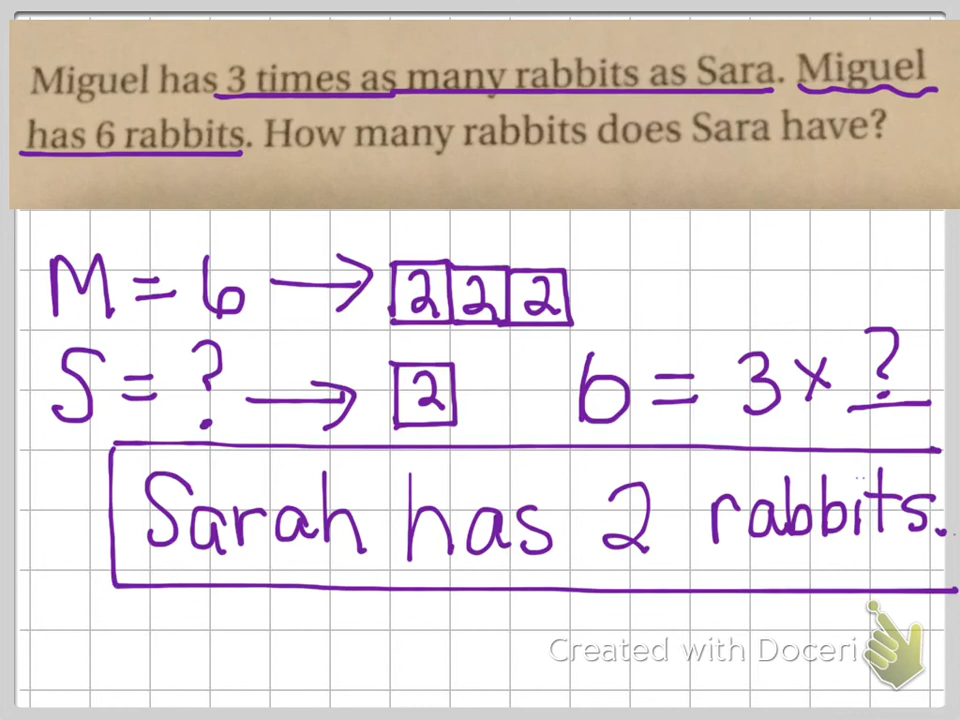 Miguel has 3 times as many rabbits as Sara. Miguel
has 6 rabbits. How many rabbits does Sara have?
M = 6 → 2 2 2
S = ? → 2 6 = 3 × ?
Sarah has 2 rabbits.
Created with Doceri